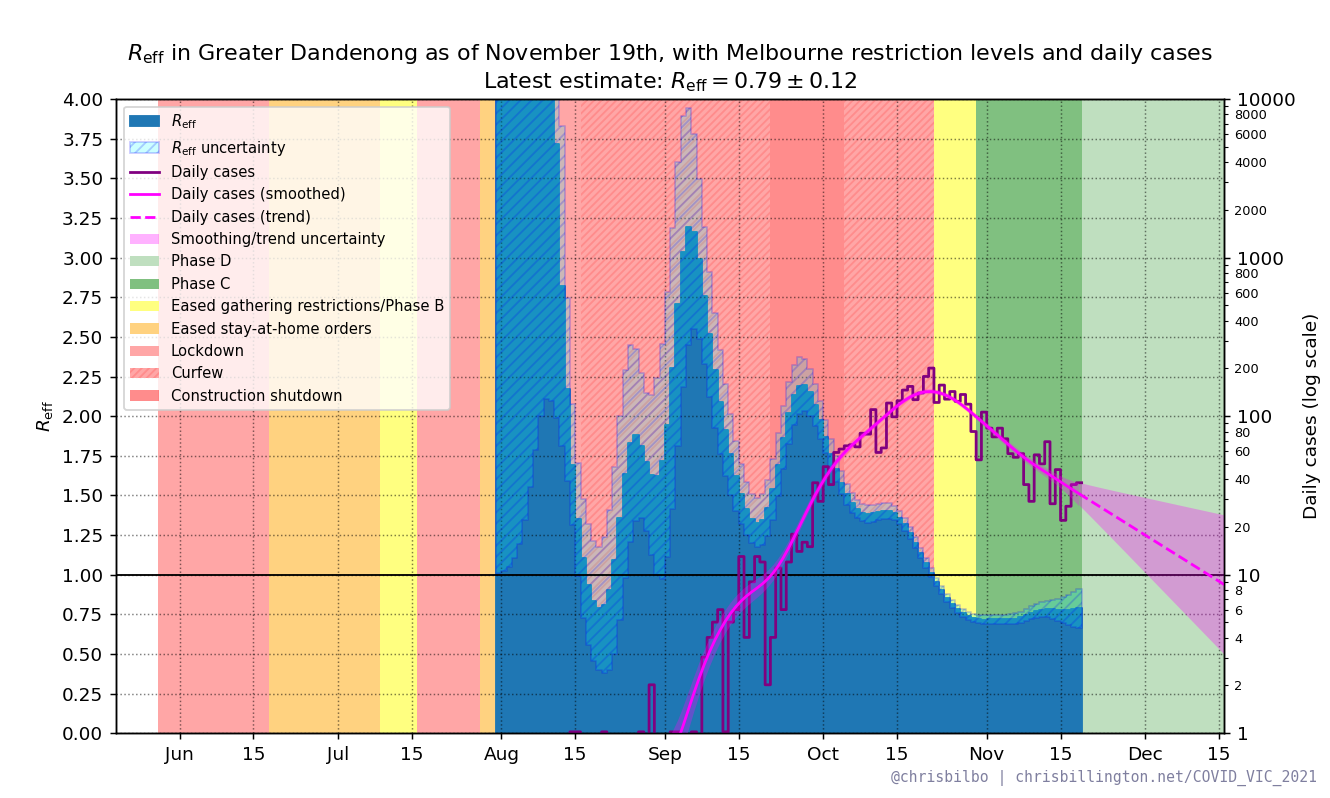 R_eff in Greater Dandenong as of November 19th, with Melbourne restriction levels and daily cases
Latest estimate: R_eff = 0.79 ± 0.12
4.00
3.75
3.50
3.25
3.00
2.75
2.50
2.25
2.00
1.75
1.50
1.25
1.00
0.75
0.50
0.25
0.00
R_eff
R_eff
R_eff uncertainty
Daily cases
Daily cases (smoothed)
Daily cases (trend)
Smoothing/trend uncertainty
Phase D
Phase C
Eased gathering restrictions/Phase B
Eased stay-at-home orders
Lockdown
Curfew
Construction shutdown
10000
8000
6000
4000
2000
1000
800
600
400
200
100
80
60
40
20
10
8
6
4
2
1
Daily cases (log scale)
Jun 15 Jul 15 Aug 15 Sep 15 Oct 15 Nov 15 Dec 15
@chrisbilbo | chrisbillington.net/COVID_VIC_2021